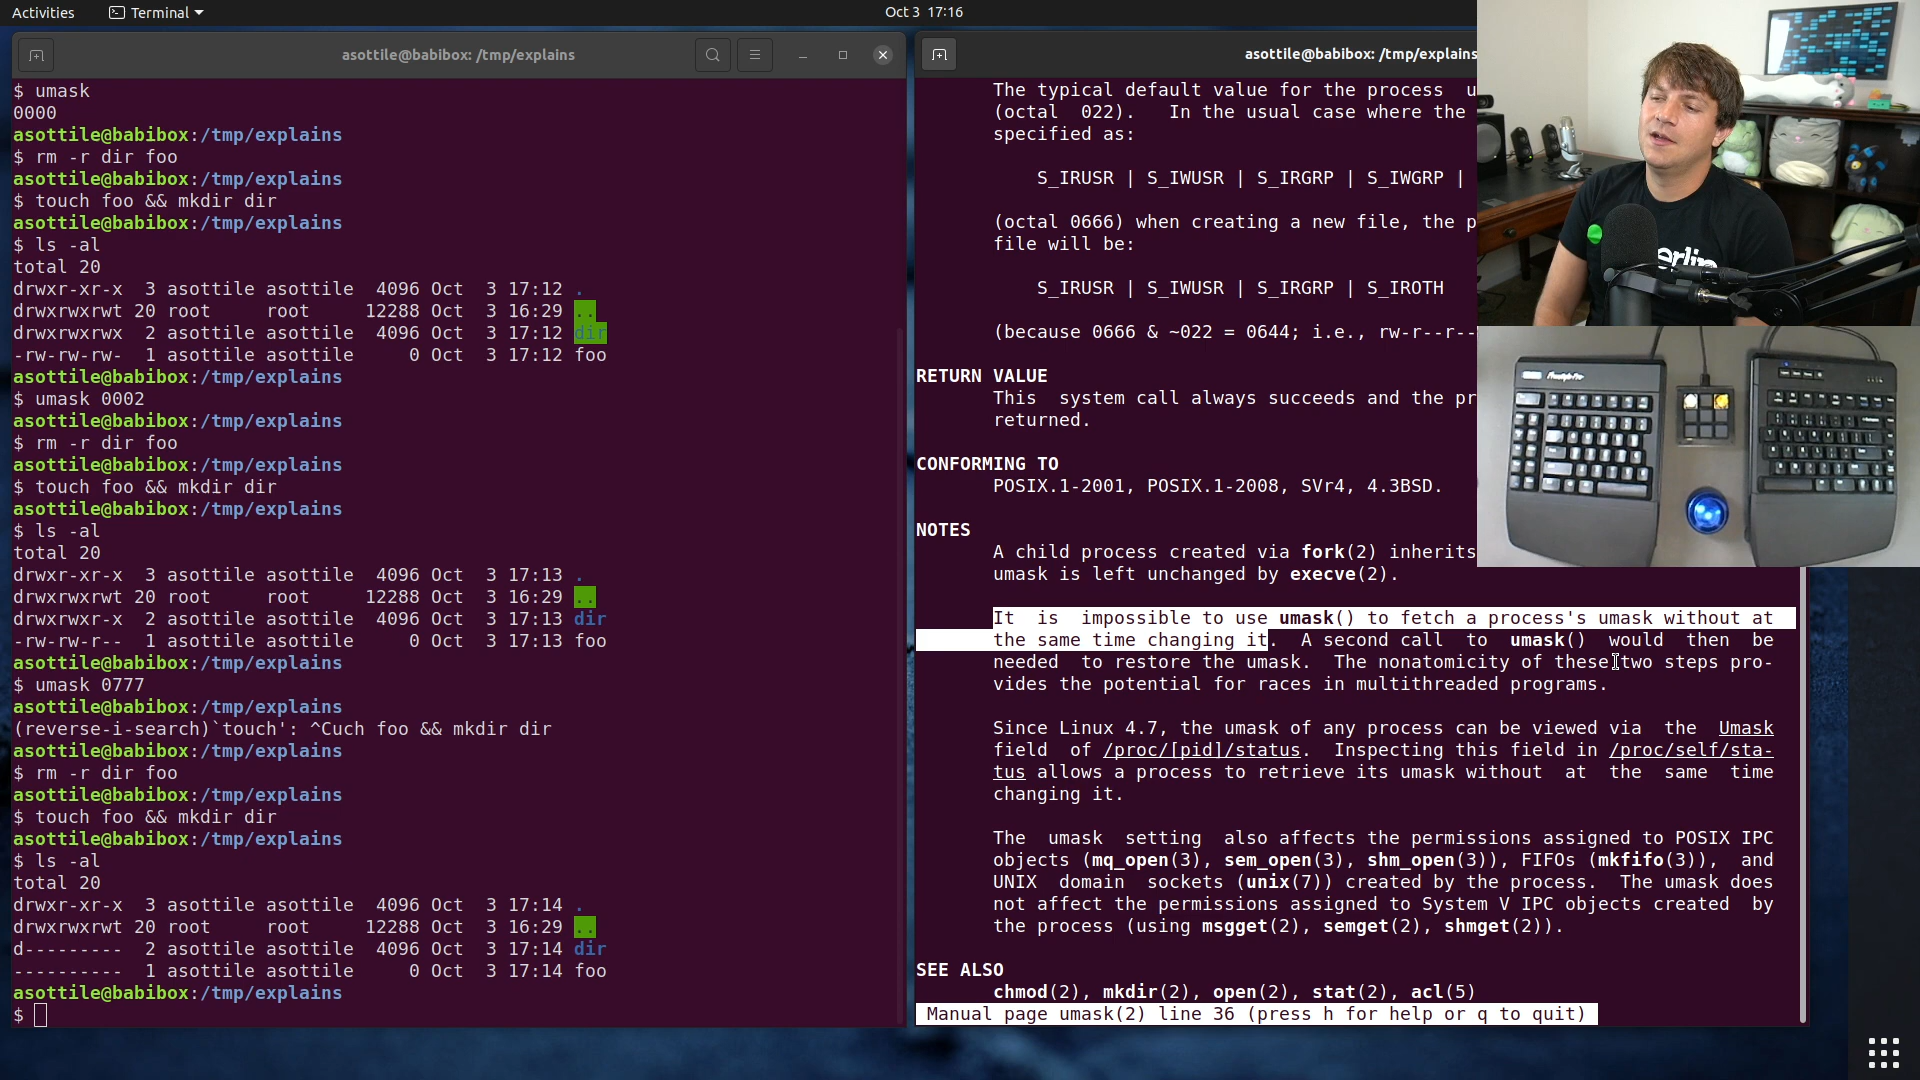 Activities
Terminal
Oct 3 17:16
asottile@babibox: /tmp/explains
$ umask
0000
asottile@babibox:/tmp/explains
$ rm -r dir foo
asottile@babibox:/tmp/explains
$ touch foo && mkdir dir
asottile@babibox:/tmp/explains
$ ls -al
total 20
drwxr-xr-x  3 asottile asottile  4096 Oct  3 17:12 .
drwxrwxrwt 20 root     root     12288 Oct  3 16:29 ..
drwxrwxrwx  2 asottile asottile  4096 Oct  3 17:12 dir
-rw-rw-rw-  1 asottile asottile     0 Oct  3 17:12 foo
asottile@babibox:/tmp/explains
$ umask 0002
asottile@babibox:/tmp/explains
$ rm -r dir foo
asottile@babibox:/tmp/explains
$ touch foo && mkdir dir
asottile@babibox:/tmp/explains
$ ls -al
total 20
drwxr-xr-x  3 asottile asottile  4096 Oct  3 17:13 .
drwxrwxrwt 20 root     root     12288 Oct  3 16:29 ..
drwxrwxr-x  2 asottile asottile  4096 Oct  3 17:13 dir
-rw-rw-r--  1 asottile asottile     0 Oct  3 17:13 foo
asottile@babibox:/tmp/explains
$ umask 0777
asottile@babibox:/tmp/explains
(reverse-i-search)`touch': ^Cuch foo && mkdir dir
asottile@babibox:/tmp/explains
$ rm -r dir foo
asottile@babibox:/tmp/explains
$ touch foo && mkdir dir
asottile@babibox:/tmp/explains
$ ls -al
total 20
drwxr-xr-x  3 asottile asottile  4096 Oct  3 17:14 .
drwxrwxrwt 20 root     root     12288 Oct  3 16:29 ..
d---------  2 asottile asottile  4096 Oct  3 17:14 dir
----------  1 asottile asottile     0 Oct  3 17:14 foo
asottile@babibox:/tmp/explains
$
asottile@babibox: /tmp/explains
The typical default value for the process u
(octal  022).   In the usual case where the
specified as:
S_IRUSR | S_IWUSR | S_IRGRP | S_IWGRP |
(octal 0666) when creating a new file, the p
file will be:
S_IRUSR | S_IWUSR | S_IRGRP | S_IROTH
(because 0666 & ~022 = 0644; i.e., rw-r--r--
RETURN VALUE
This  system call always succeeds and the pr
returned.
CONFORMING TO
POSIX.1-2001, POSIX.1-2008, SVr4, 4.3BSD.
NOTES
A child process created via fork(2) inherits
umask is left unchanged by execve(2).
It  is  impossible to use umask() to fetch a process's umask without at
the same time changing it.  A second call  to  umask()  would  then  be
needed  to restore the umask.  The nonatomicity of these two steps pro-
vides the potential for races in multithreaded programs.
Since Linux 4.7, the umask of any process can be viewed via  the  Umask
field  of /proc/[pid]/status.  Inspecting this field in /proc/self/sta-
tus allows a process to retrieve its umask without  at  the  same  time
changing it.
The  umask  setting  also affects the permissions assigned to POSIX IPC
objects (mq_open(3), sem_open(3), shm_open(3)), FIFOs (mkfifo(3)),  and
UNIX  domain  sockets (unix(7)) created by the process.  The umask does
not affect the permissions assigned to System V IPC objects created  by
the process (using msgget(2), semget(2), shmget(2)).
SEE ALSO
chmod(2), mkdir(2), open(2), stat(2), acl(5)
Manual page umask(2) line 36 (press h for help or q to quit)